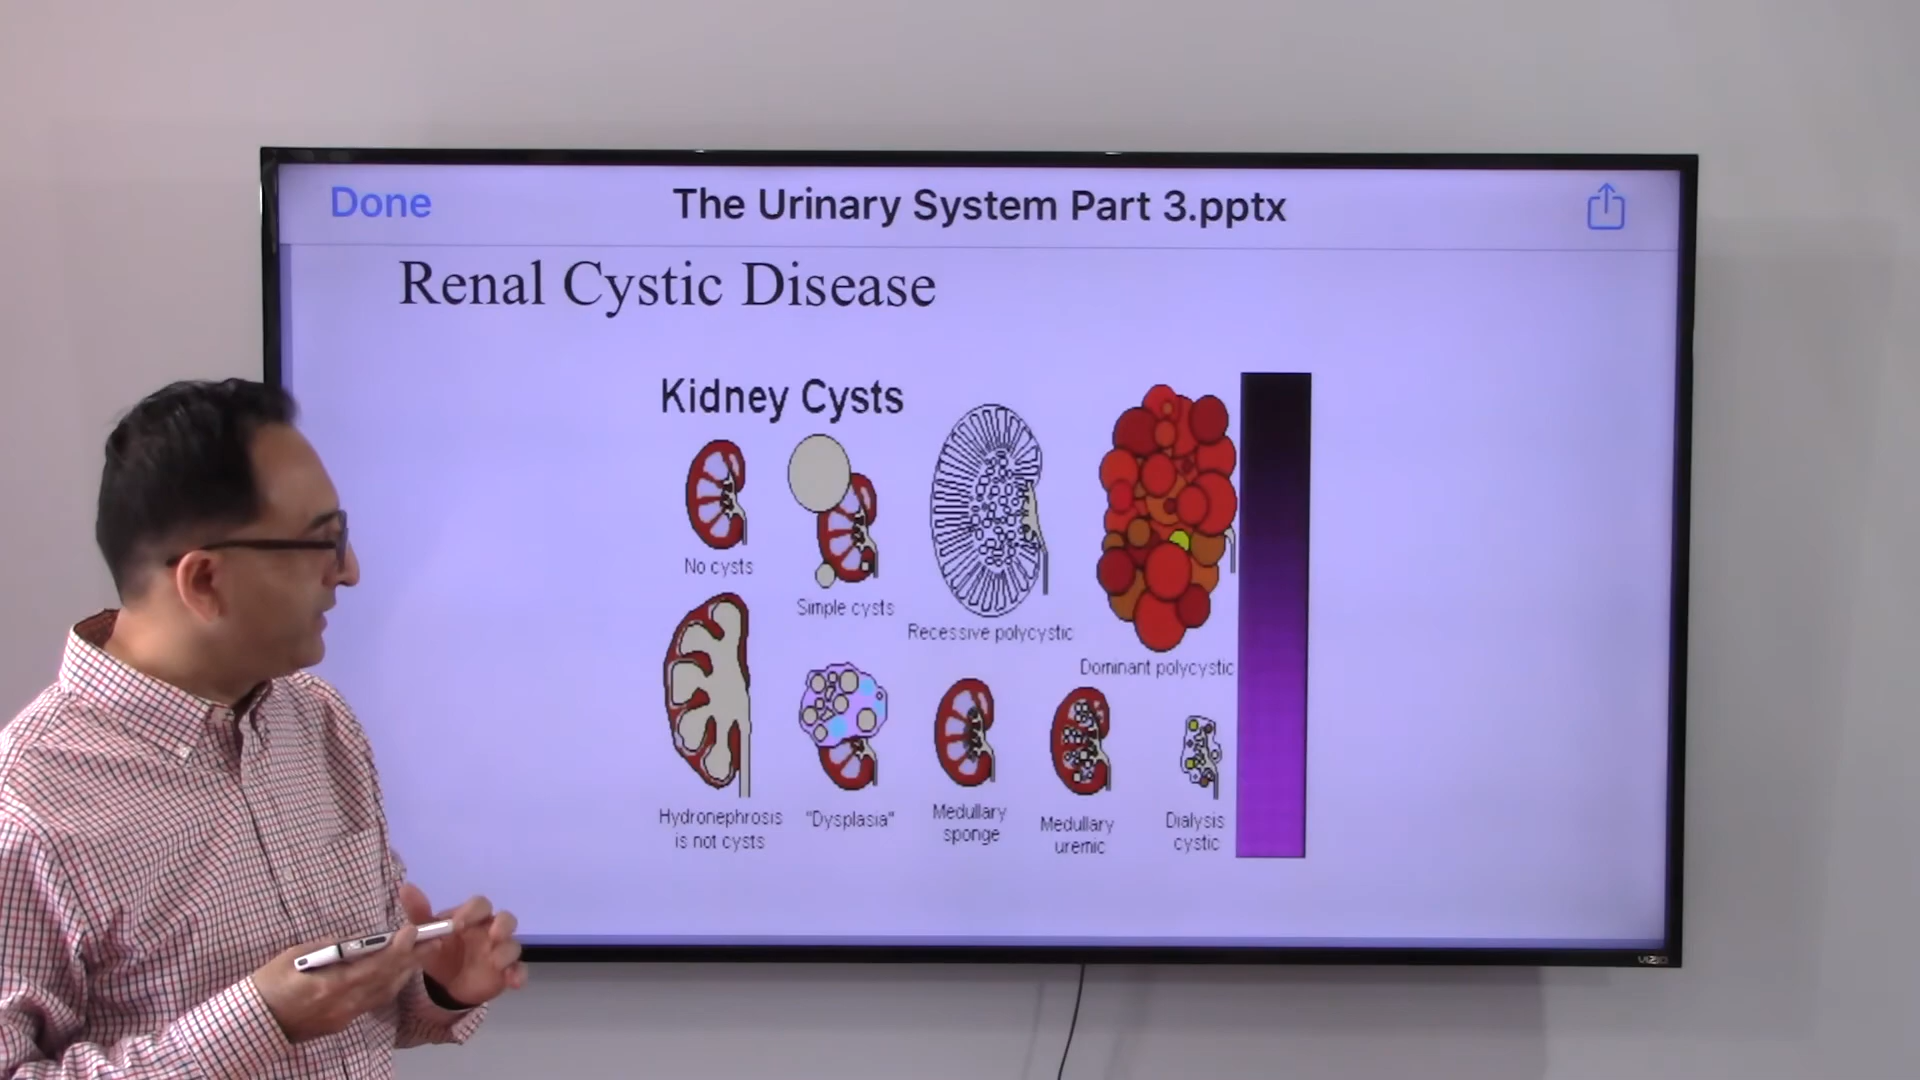 Done
The Urinary System Part 3.pptx
Renal Cystic Disease
Kidney Cysts
No cysts
Simple cysts
Recessive polycystic
Dominant polycystic
Hydronephrosis
is not cysts
"Dysplasia"
Medullary
sponge
Medullary
uremic
Dialysis
cystic
VIZIO